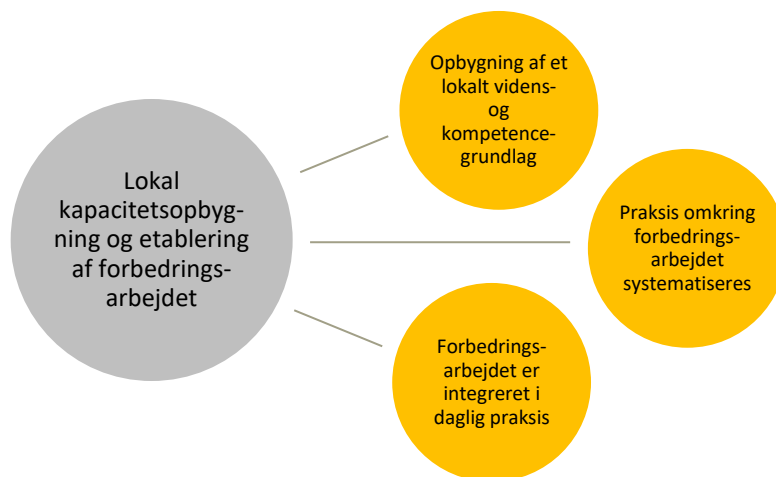 Lokal
kapacitetsopbyg-
ning og etablering
af forbedrings-
arbejdet
Opbygning af et
lokalt videns-
og
kompetence-
grundlag
Praksis omkring
forbedrings-
arbejdet
systematiseres
Forbedrings-
arbejdet er
integreret i
daglig praksis